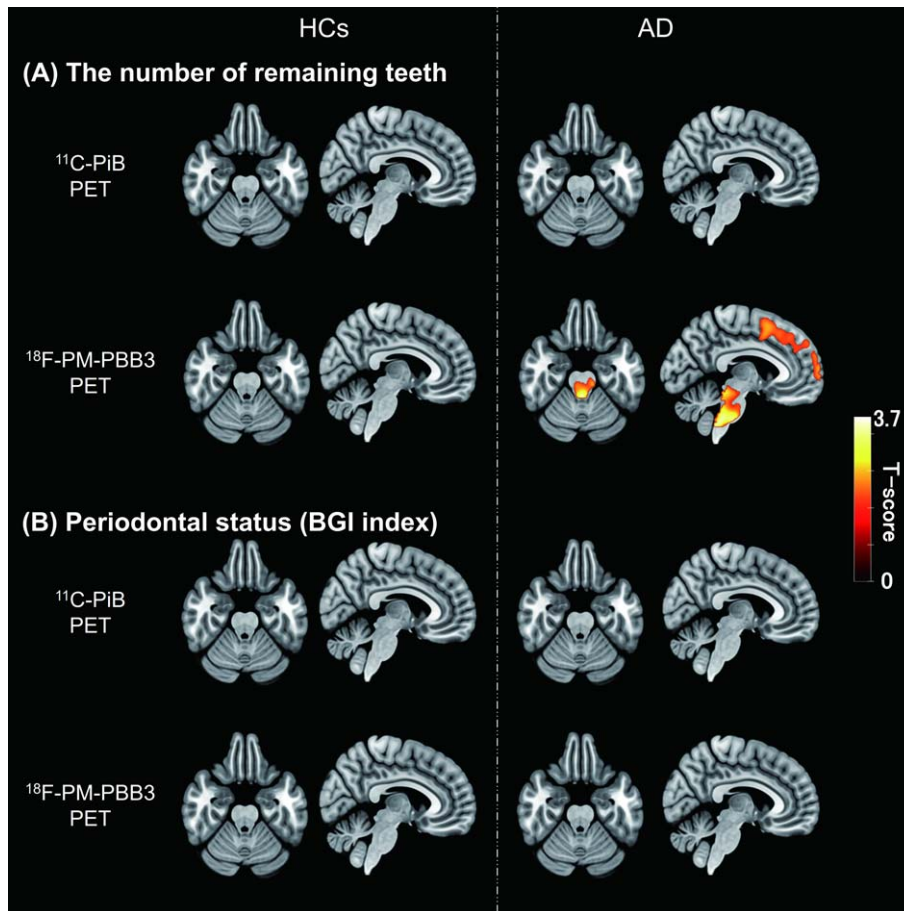 HCs
AD
(A) The number of remaining teeth
¹¹C-PiB
PET
¹⁸F-PM-PBB3
PET
3.7
T-score
0
(B) Periodontal status (BGI index)
¹¹C-PiB
PET
¹⁸F-PM-PBB3
PET